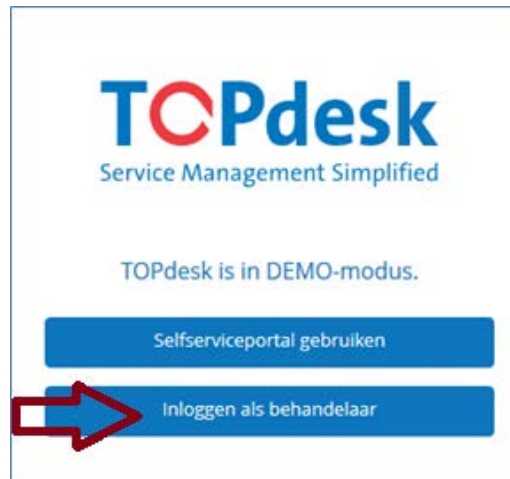 TOPdesk
Service Management Simplified
TOPdesk is in DEMO-modus.
Selfserviceportal gebruiken
Inloggen als behandelaar